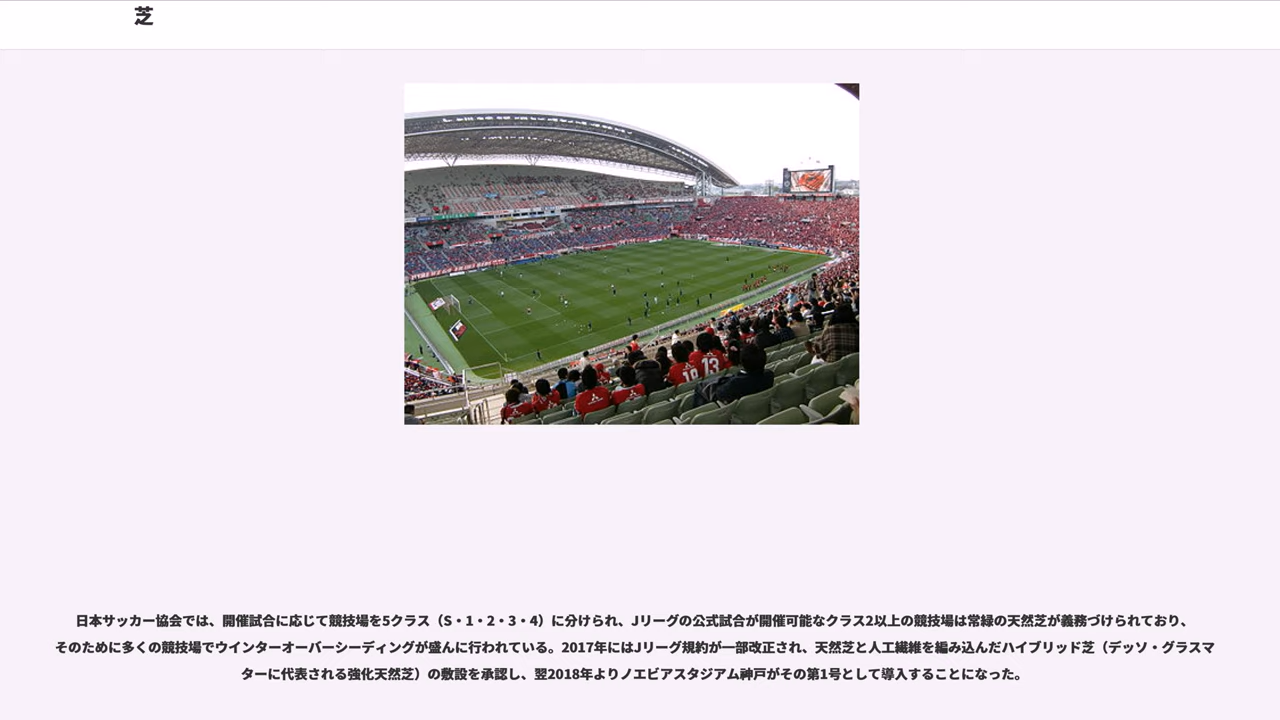 芝
13
日本サッカー協会では、開催試合に応じて競技場を5クラス（S・1・2・3・4）に分けられ、Jリーグの公式試合が開催可能なクラス2以上の競技場は常緑の天然芝が義務づけられており、
そのために多くの競技場でウインターオーバーシーディングが盛んに行われている。2017年にはJリーグ規約が一部改正され、天然芝と人工繊維を編み込んだハイブリッド芝（デッソ・グラスマ
ターに代表される強化天然芝）の敷設を承認し、翌2018年よりノエビアスタジアム神戸がその第1号として導入することになった。